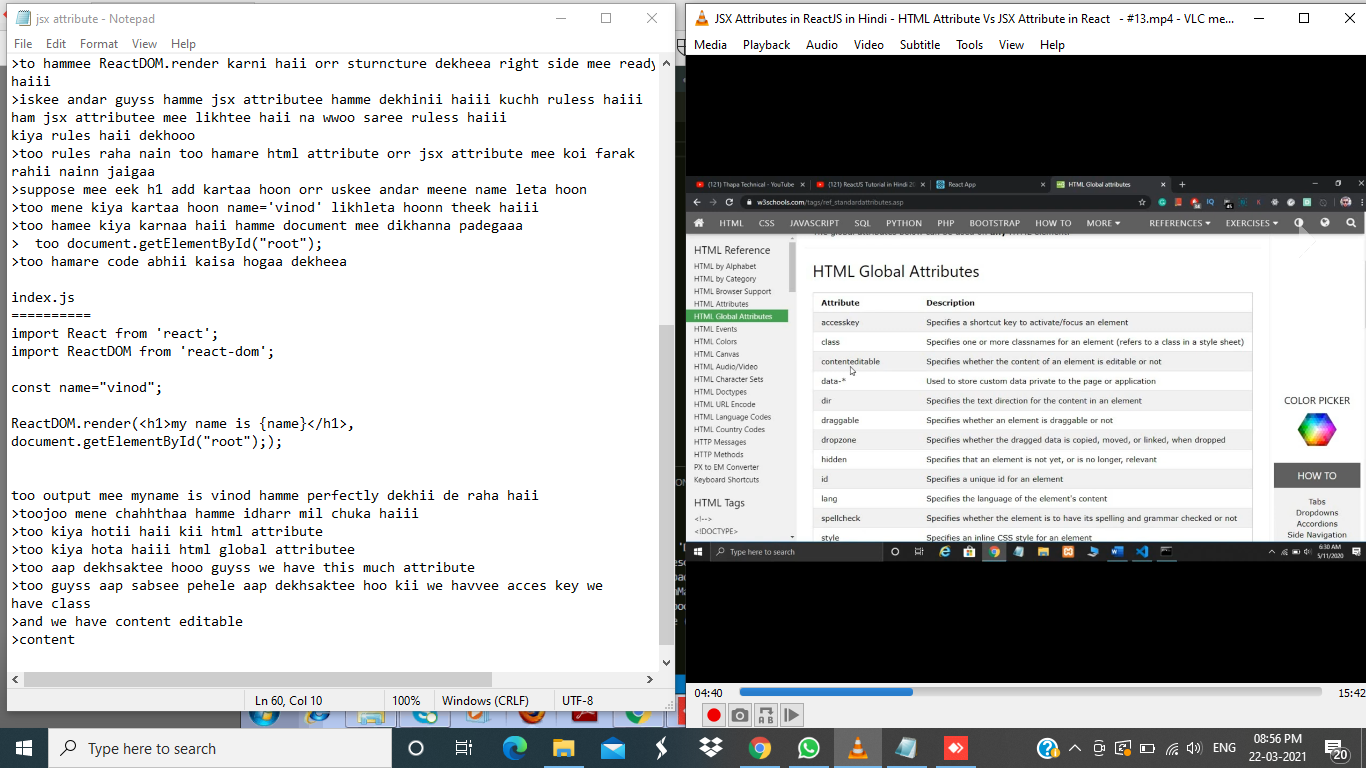 jsx attribute - Notepad
File Edit Format View Help
>to hammee ReactDOM.render karni haii orr sturncture dekheea right side mee ready
haiii
>iskee andar guyss hamme jsx attributee hamme dekhinii haiii kuchh ruless haiii
ham jsx attributee mee likhtee haii na wwoo saree ruless haiii
kiya rules haii dekhooo
>too rules raha nain too hamare html attribute orr jsx attribute mee koi farak
rahii nainn jaigaa
>suppose mee eek h1 add kartaa hoon orr uskee andar meene name leta hoon
>too mene kiya kartaa hoon name='vinod' likhleta hoonn theek haiii
>too hamee kiya karnaa haii hamme document mee dikhanna padegaaa
>  too document.getElementById("root");
>too hamare code abhii kaisa hogaa dekheea
index.js
==========
import React from 'react';
import ReactDOM from 'react-dom';
const name="vinod";
ReactDOM.render(<h1>my name is {name}</h1>,
document.getElementById("root"););
too output mee myname is vinod hamme perfectly dekhii de raha haii
>toojoo mene chahhthaa hamme idharr mil chuka haiii
>too kiya hotii haii kii html attribute
>too kiya hota haiii html global attributee
>too aap dekhsaktee hooo guyss we have this much attribute
>too guyss aap sabsee pehele aap dekhsaktee hoo kii we havvee acces key we
have class
>and we have content editable
>content
Ln 60, Col 10 100% Windows (CRLF) UTF-8
JSX Attributes in ReactJS in Hindi - HTML Attribute Vs JSX Attribute in React - #13.mp4 - VLC me...
Media Playback Audio Video Subtitle Tools View Help
(121) Thapa Technical - YouTube
(121) ReactJS Tutorial in Hindi
React App
HTML Global attributes
w3schools.com/tags/ref_standardattributes.asp
HTML CSS JAVASCRIPT SQL PYTHON PHP BOOTSTRAP HOW TO MORE REFERENCES EXERCISES
HTML Reference
HTML by Alphabet
HTML by Category
HTML Browser Support
HTML Attributes
HTML Global Attributes
HTML Events
HTML Colors
HTML Canvas
HTML Audio/Video
HTML Character Sets
HTML Doctypes
HTML URL Encode
HTML Language Codes
HTML Country Codes
HTTP Messages
HTTP Methods
PX to EM Converter
Keyboard Shortcuts
HTML Tags
<!-->
<!DOCTYPE>
HTML Global Attributes
Attribute Description
accesskey Specifies a shortcut key to activate/focus an element
class Specifies one or more classnames for an element (refers to a class in a style sheet)
contenteditable Specifies whether the content of an element is editable or not
data-* Used to store custom data private to the page or application
dir Specifies the text direction for the content in an element
draggable Specifies whether an element is draggable or not
dropzone Specifies whether the dragged data is copied, moved, or linked, when dropped
hidden Specifies that an element is not yet, or is no longer, relevant
id Specifies a unique id for an element
lang Specifies the language of the element's content
spellcheck Specifies whether the element is to have its spelling and grammar checked or not
style Specifies an inline CSS style for an element
COLOR PICKER
HOW TO
Tabs
Dropdowns
Accordions
Side Navigation
Type here to search
6:30 AM
5/11/2020
04:40 15:42
Type here to search
ENG
08:56 PM
22-03-2021
20